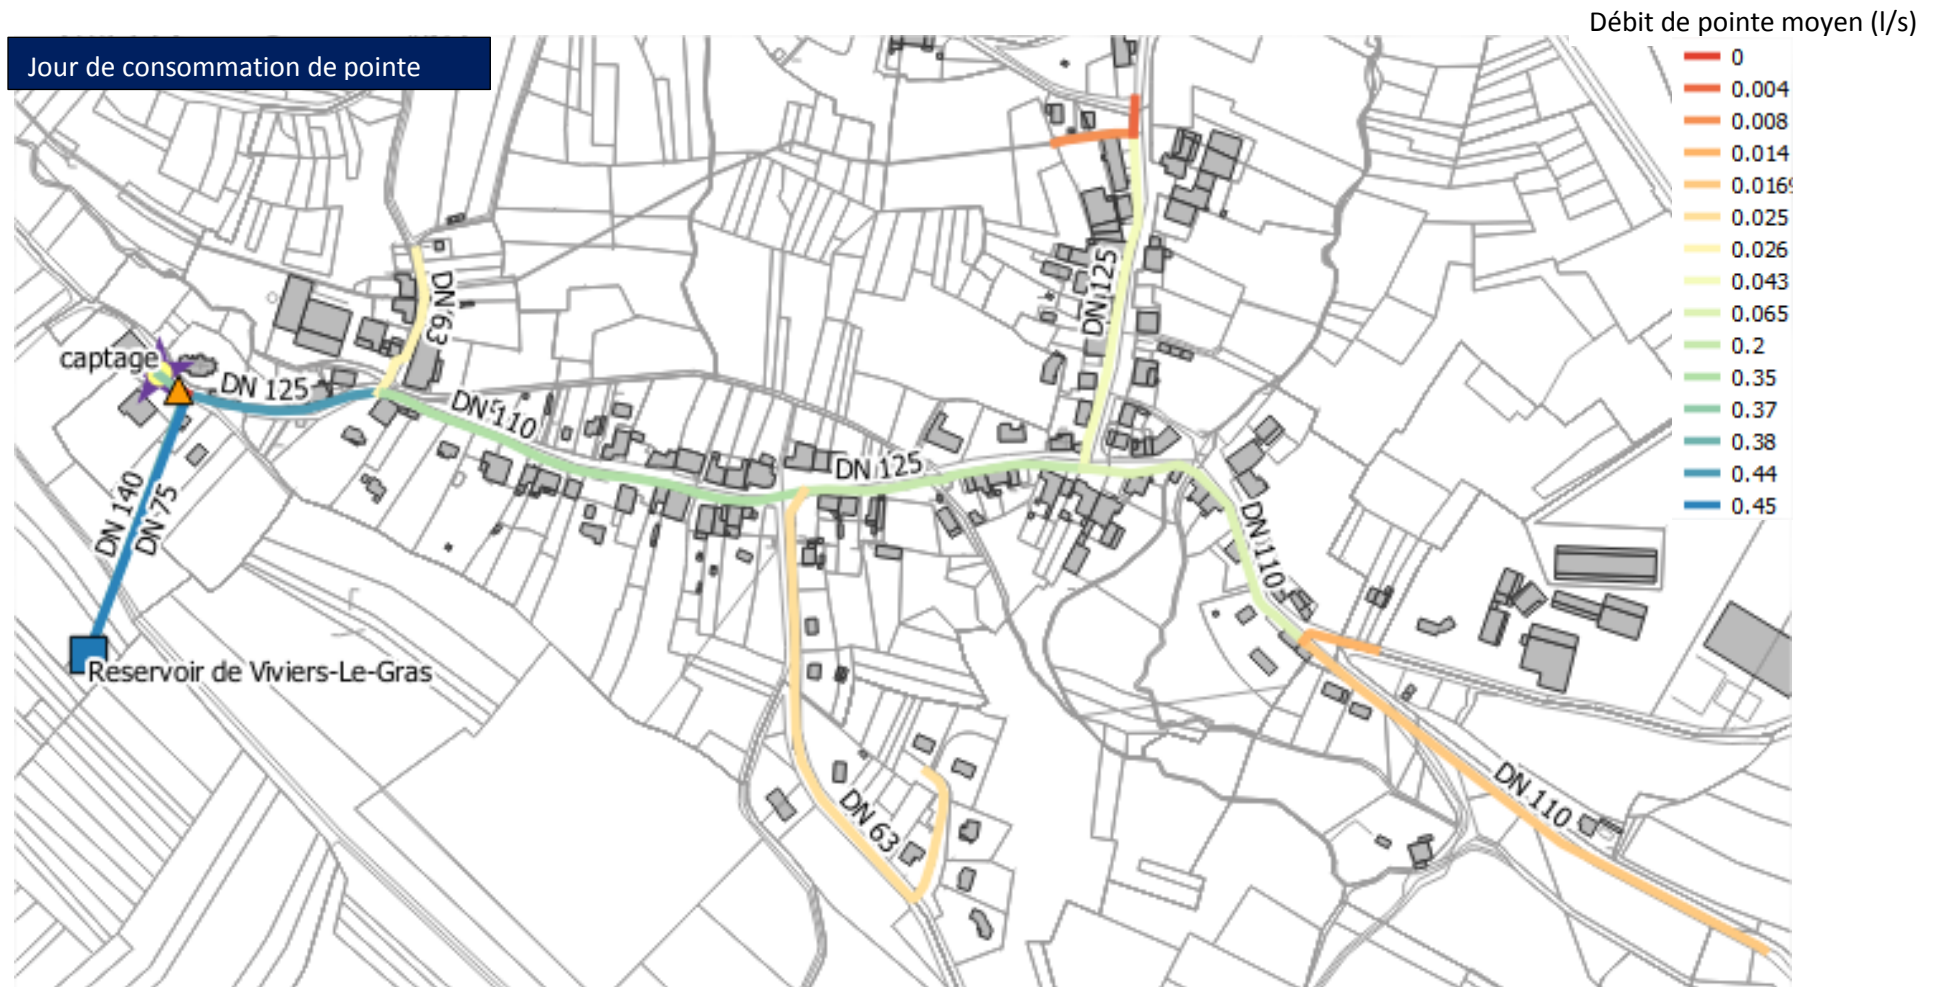 Débit de pointe moyen (l/s)
Jour de consommation de pointe
0
0.004
0.008
0.014
0.016
0.025
0.026
0.043
0.065
0.2
0.35
0.37
0.38
0.44
0.45
DN 63
DN 125
captage
DN 125
DN 110
DN 125
DN 140
DN 75
DN 110
Reservoir de Viviers-Le-Gras
DN 63
DN 110